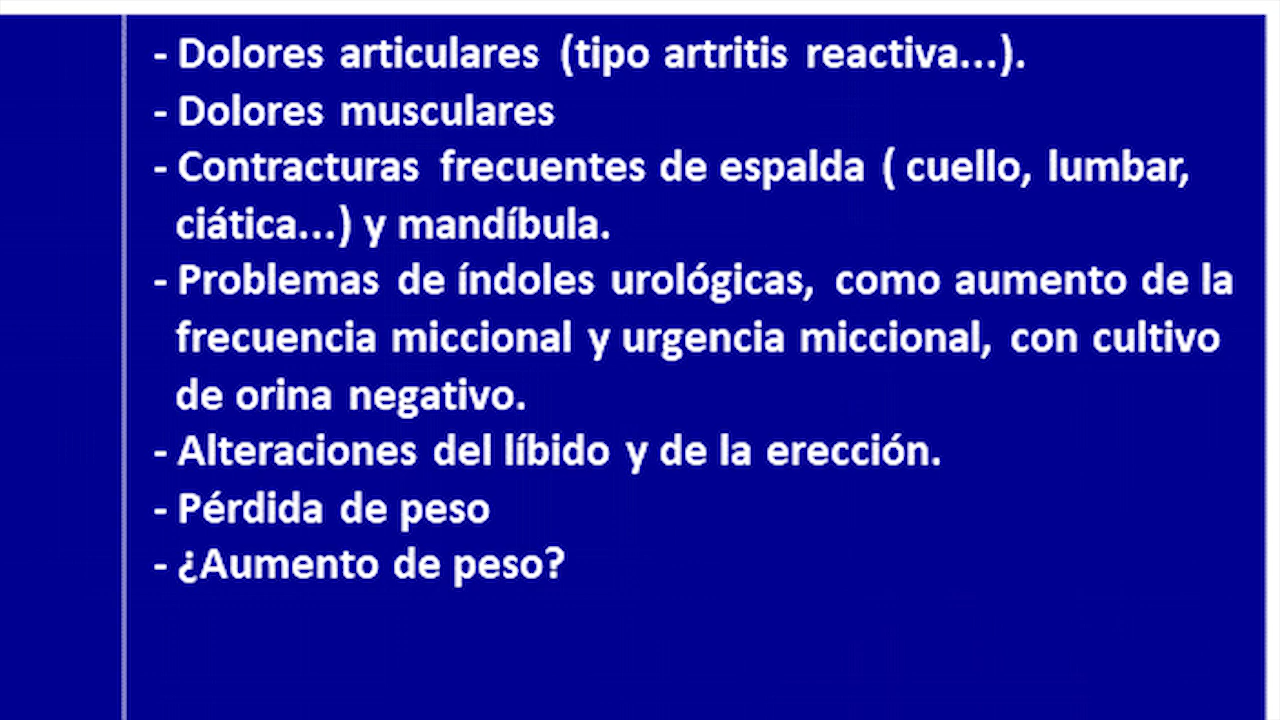 - Dolores articulares (tipo artritis reactiva...).
- Dolores musculares
- Contracturas frecuentes de espalda ( cuello, lumbar,
ciática...) y mandíbula.
- Problemas de índoles urológicas, como aumento de la
frecuencia miccional y urgencia miccional, con cultivo
de orina negativo.
- Alteraciones del líbido y de la erección.
- Pérdida de peso
- ¿Aumento de peso?